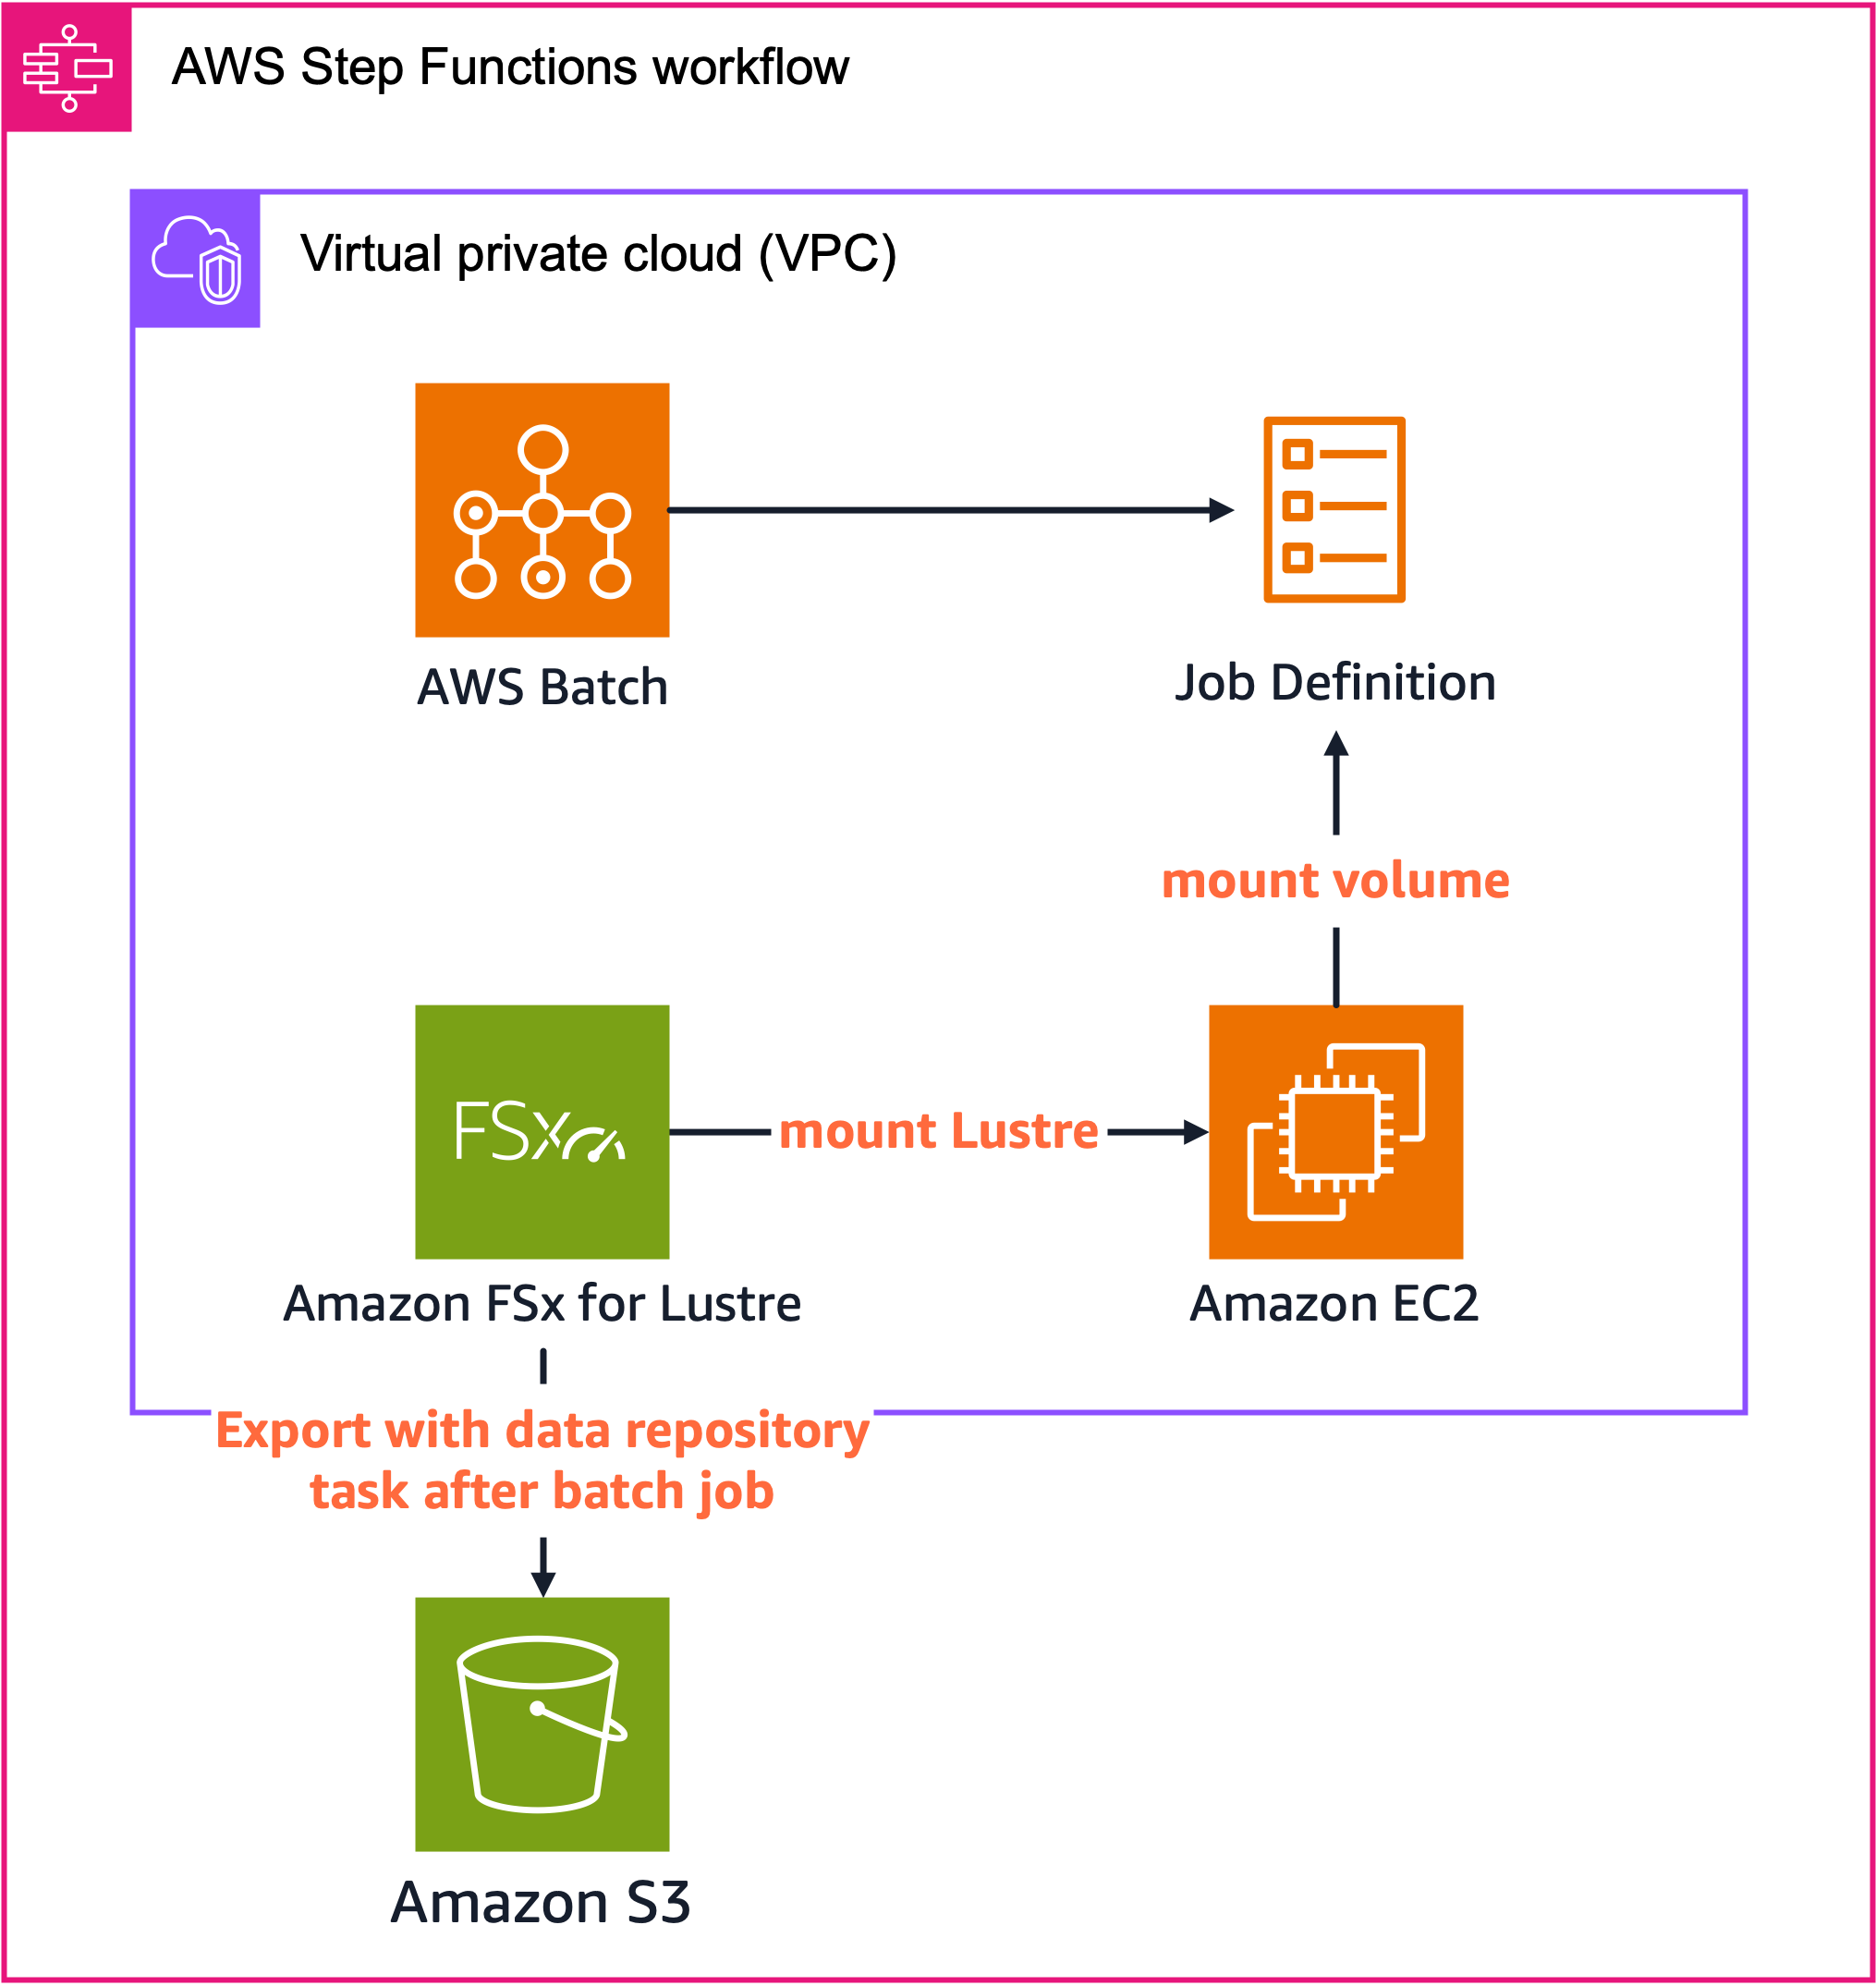 AWS Step Functions workflow
Virtual private cloud (VPC)
AWS Batch
Job Definition
mount volume
FSx
mount Lustre
Amazon FSx for Lustre
Amazon EC2
Export with data repository
task after batch job
Amazon S3